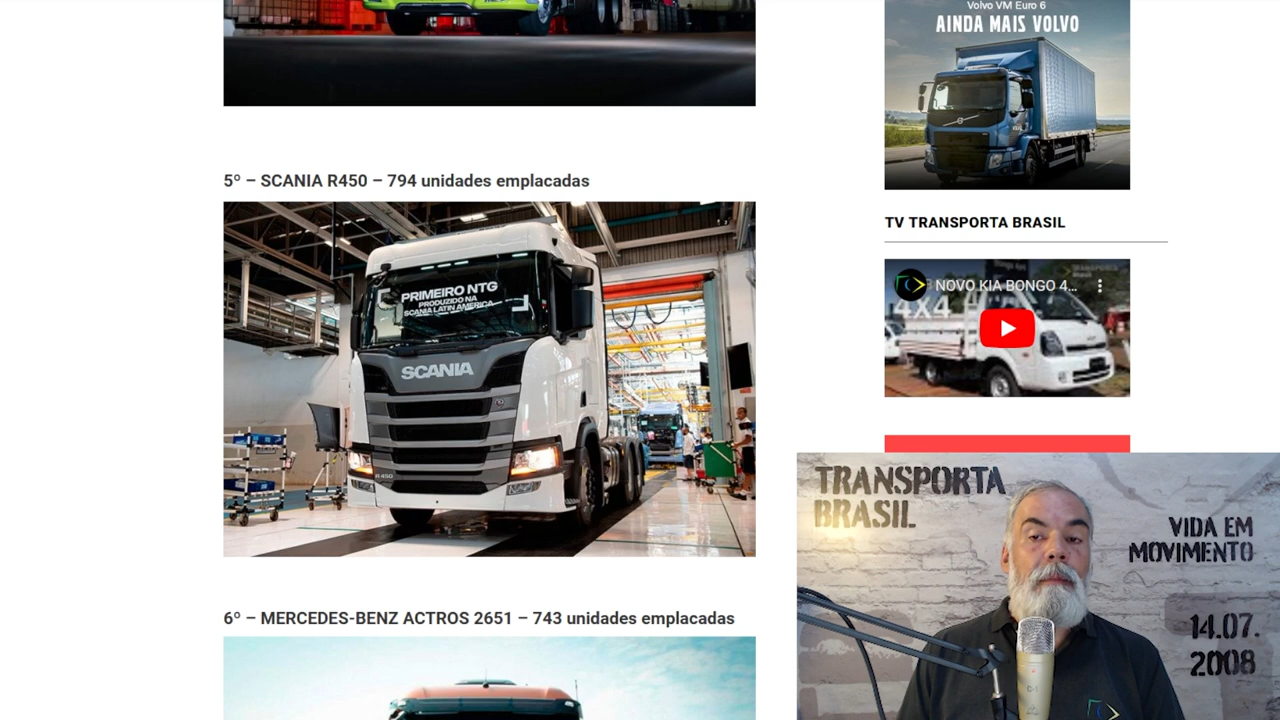 5º – SCANIA R450 – 794 unidades emplacadas
PRIMEIRO NTG
PRODUZIDO NA
SCANIA LATIN AMERICA
SCANIA
R450
6º – MERCEDES-BENZ ACTROS 2651 – 743 unidades emplacadas
Volvo VM Euro 6
AINDA MAIS VOLVO
TV TRANSPORTA BRASIL
NOVO KIA BONGO 4...
4X4
TRANSPORTA
BRASIL
VIDA EM
MOVIMENTO
14.07.
2008
C-1